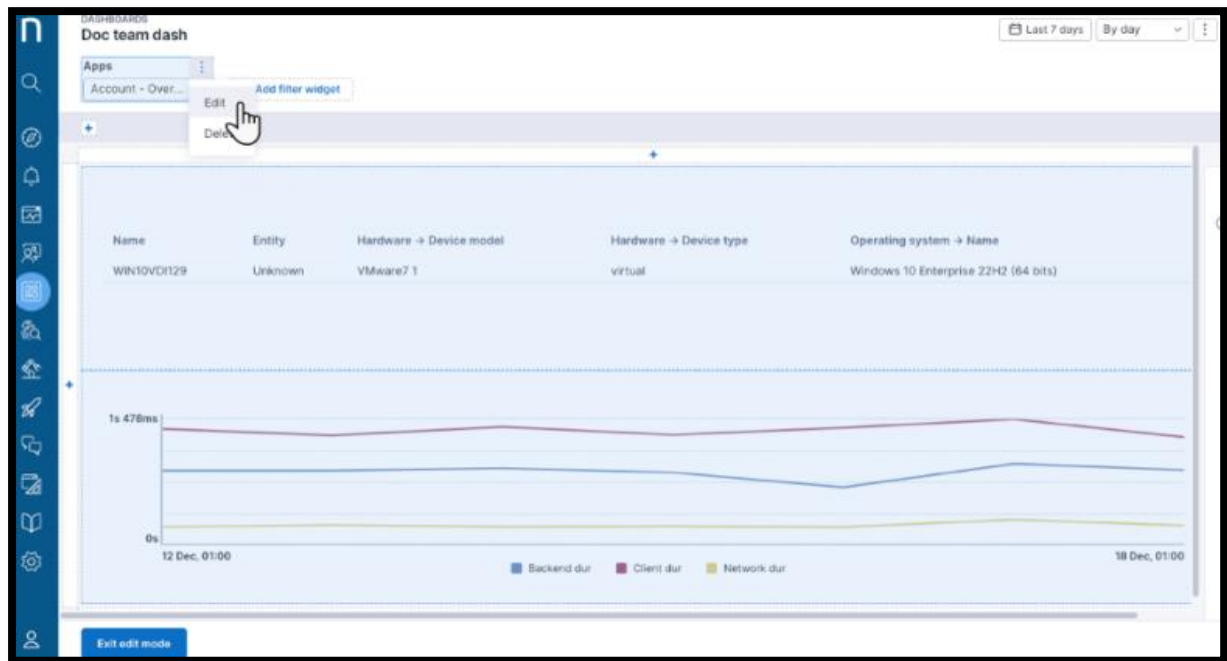 DASHBOARDS
Doc team dash
Last 7 days
By day
Apps
Account - Over...
Add filter widget
Edit
Name Entity Hardware → Device model Hardware → Device type Operating system → Name
WIN10VDI129 Unknown VMware7 1 virtual Windows 10 Enterprise 22H2 (64 bits)
1s 478ms
0s
12 Dec, 01:00 18 Dec, 01:00
Backend dur Client dur Network dur
Exit edit mode